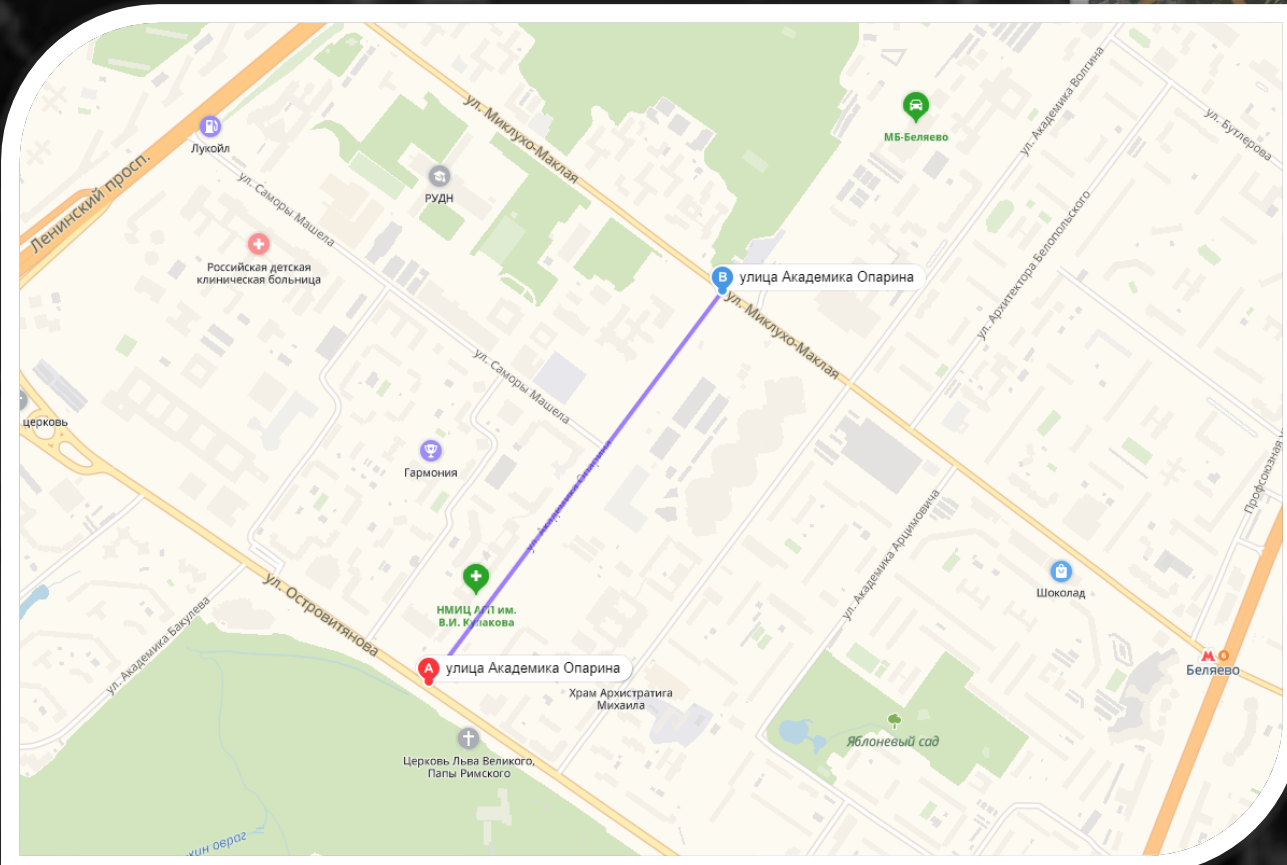 ул. Академика Волгина
ул. Миклухо-Маклая
МБ-Беляево
ул. Бутлерова
Лукойл
Ленинский просп.
ул. Саморы Машела
РУДН
ул. Архитектора Белопольского
Российская детская
клиническая больница
B
улица Академика Опарина
ул. Миклухо-Маклая
ул. Саморы Машела
церковь
Гармония
ул. Академика Опарина
Профсоюзная
ул. Академика Арцимовича
НМИЦ АГП им.
В.И. Кулакова
Шоколад
ул. Островитянова
ул. Академика Бакулева
A
улица Академика Опарина
М
Беляево
Храм Архистратига
Михаила
Яблоневый сад
Церковь Льва Великого,
Папы Римского
овраг